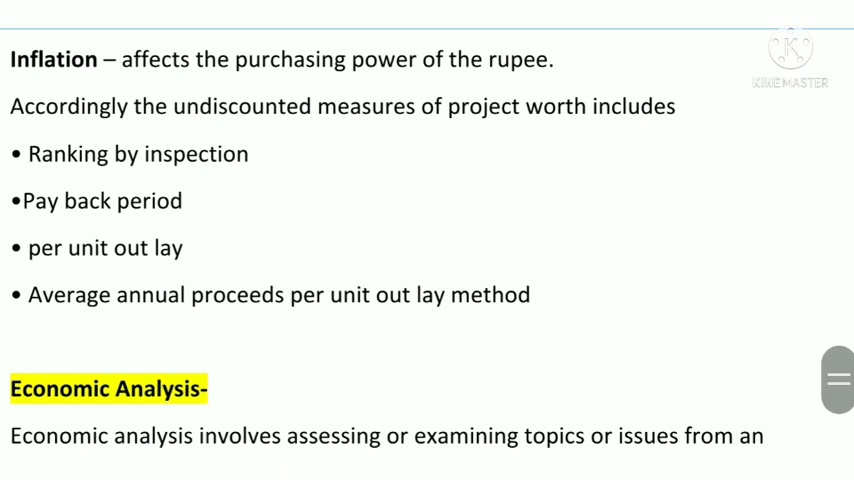 KINEMASTER
Inflation – affects the purchasing power of the rupee.
Accordingly the undiscounted measures of project worth includes
• Ranking by inspection
•Pay back period
• per unit out lay
• Average annual proceeds per unit out lay method
Economic Analysis-
Economic analysis involves assessing or examining topics or issues from an